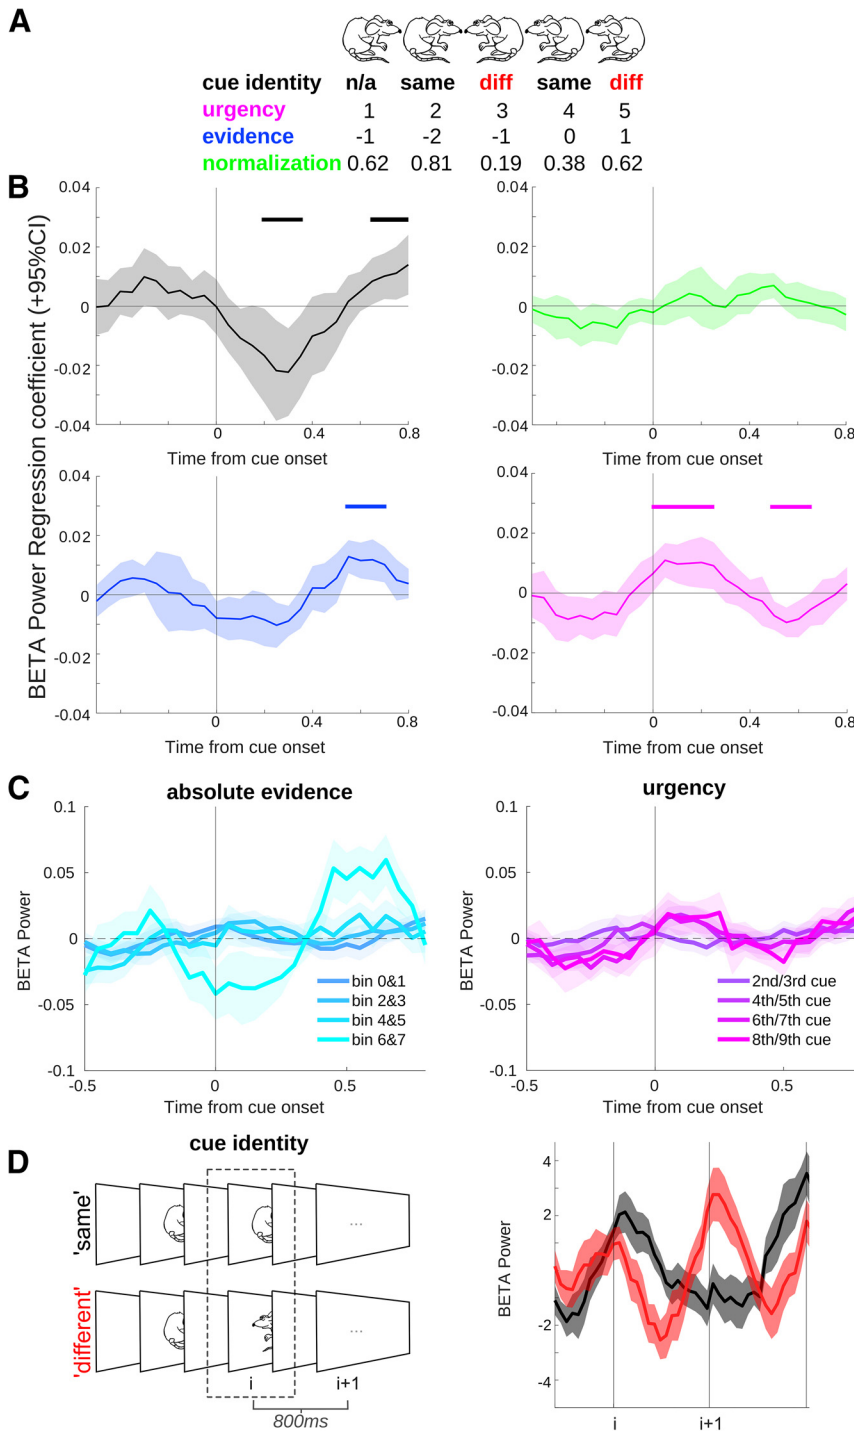 A
cue identity n/a same diff same diff
urgency 1 2 3 4 5
evidence -1 -2 -1 0 1
normalization 0.62 0.81 0.19 0.38 0.62
B
BETA Power Regression coefficient (+95%CI)
0.04
0.02
0
-0.02
-0.04
0 0.4 0.8
Time from cue onset
0.04
0.02
0
-0.02
-0.04
0 0.4 0.8
Time from cue onset
0.04
0.02
0
-0.02
-0.04
0 0.4 0.8
Time from cue onset
0.04
0.02
0
-0.02
-0.04
0 0.4 0.8
Time from cue onset
C
absolute evidence
BETA Power
0.1
0.05
0
-0.05
-0.1
bin 0&1
bin 2&3
bin 4&5
bin 6&7
-0.5 0 0.5
Time from cue onset
urgency
BETA Power
0.1
0.05
0
-0.05
-0.1
2nd/3rd cue
4th/5th cue
6th/7th cue
8th/9th cue
-0.5 0 0.5
Time from cue onset
D
cue identity
'same'
...
'different'
...
i i+1
800ms
BETA Power
4
2
-2
-4
i i+1